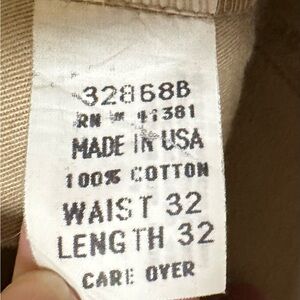 32868B
RN # 41381
MADE IN USA
100% COTTON
WAIST 32
LENGTH 32
CARE OVER